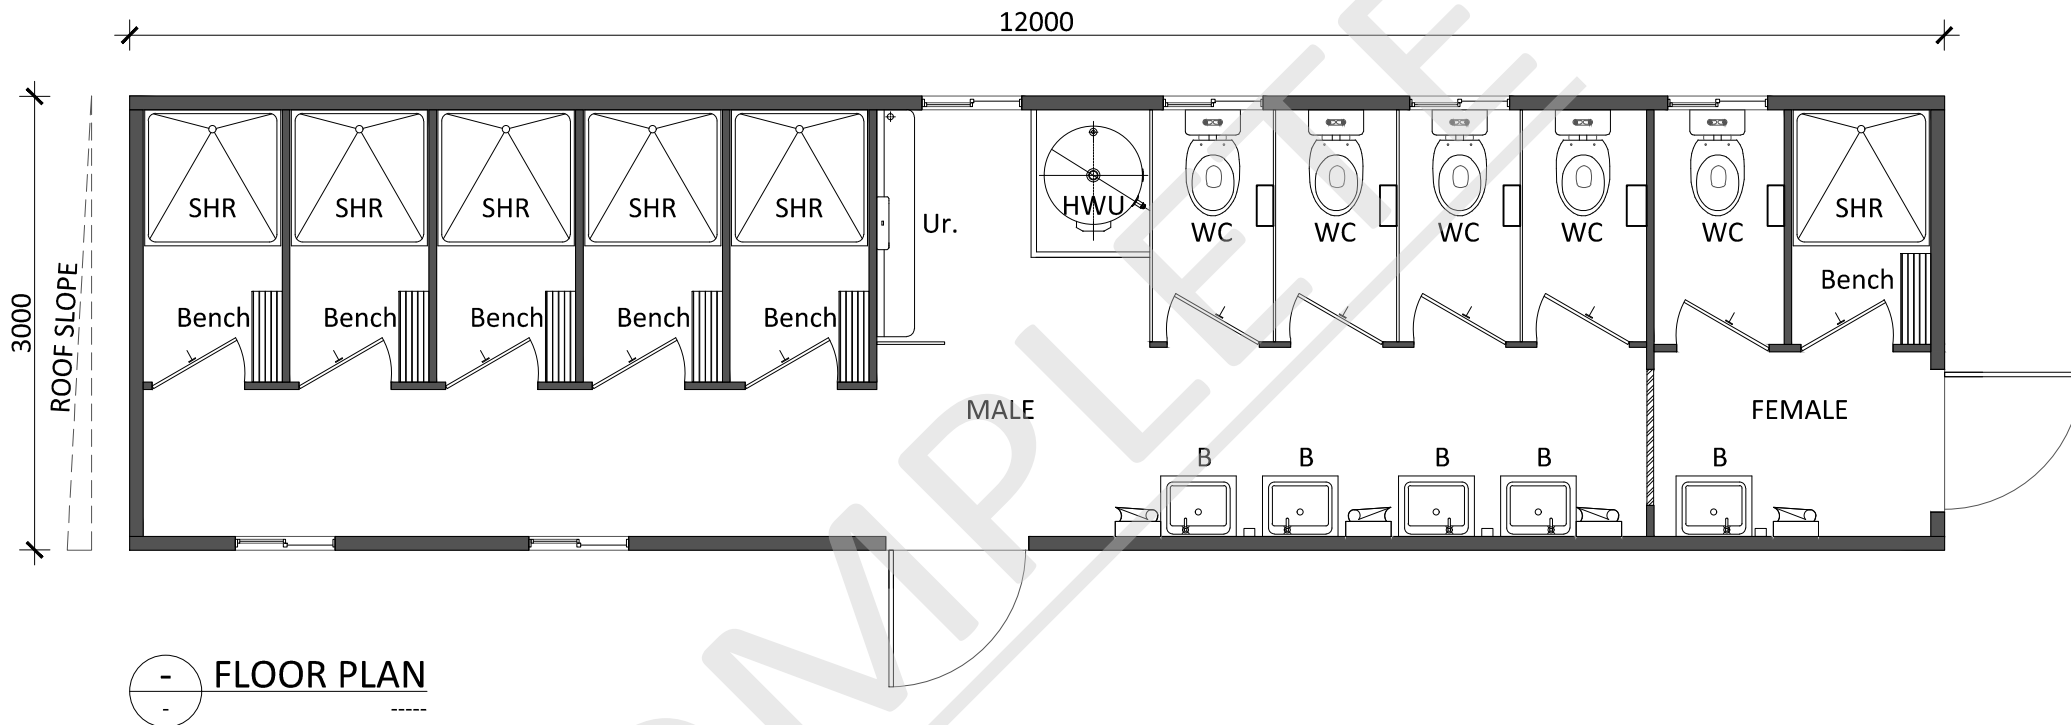 12000
3000
ROOF SLOPE
SHR
SHR
SHR
SHR
SHR
Ur.
HWU
WC
WC
WC
WC
WC
SHR
Bench
Bench
Bench
Bench
Bench
Bench
MALE
FEMALE
B
B
B
B
B
- FLOOR PLAN
- -----
OMPLETE